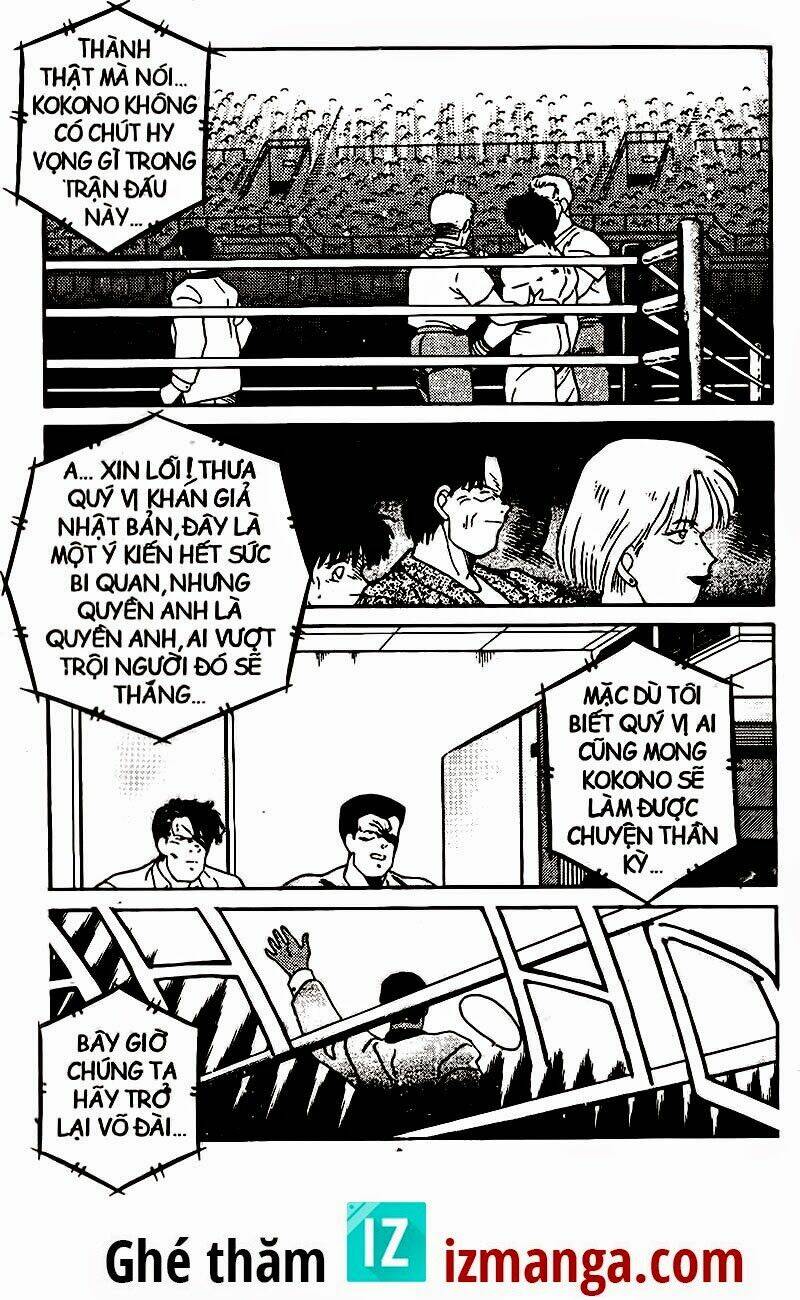 THÀNH
THẬT MÀ NÓI...
KOKONO KHÔNG
CÓ CHÚT HY
VỌNG GÌ TRONG
TRẬN ĐẤU
NÀY...
A... XIN LỖI! THƯA
QUÝ VỊ KHÁN GIẢ
NHẬT BẢN, ĐÂY LÀ
MỘT Ý KIẾN HẾT SỨC
BI QUAN, NHƯNG
QUYỀN ANH LÀ
QUYỀN ANH, AI VƯỢT
TRỘI NGƯỜI ĐÓ SẼ
THẮNG...
MẶC DÙ TÔI
BIẾT QUÝ VỊ AI
CŨNG MONG
KOKONO SẼ
LÀM ĐƯỢC
CHUYỆN THẦN
KỲ...
BÂY GIỜ
CHÚNG TA
HÃY TRỞ
LẠI VÕ ĐÀI...
Ghé thăm IZ izmanga.com